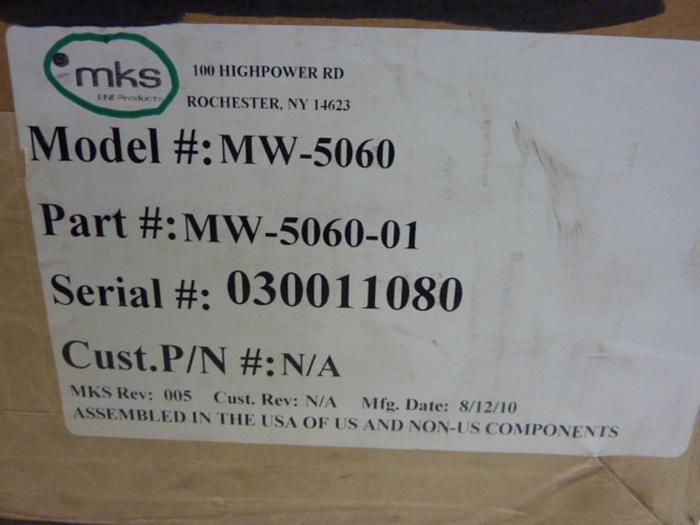 mks
ENI Products
100 HIGHPOWER RD
ROCHESTER, NY 14623
Model #: MW-5060
Part #: MW-5060-01
Serial #: 030011080
Cust.P/N #: N/A
MKS Rev: 005 Cust. Rev: N/A Mfg. Date: 8/12/10
ASSEMBLED IN THE USA OF US AND NON-US COMPONENTS